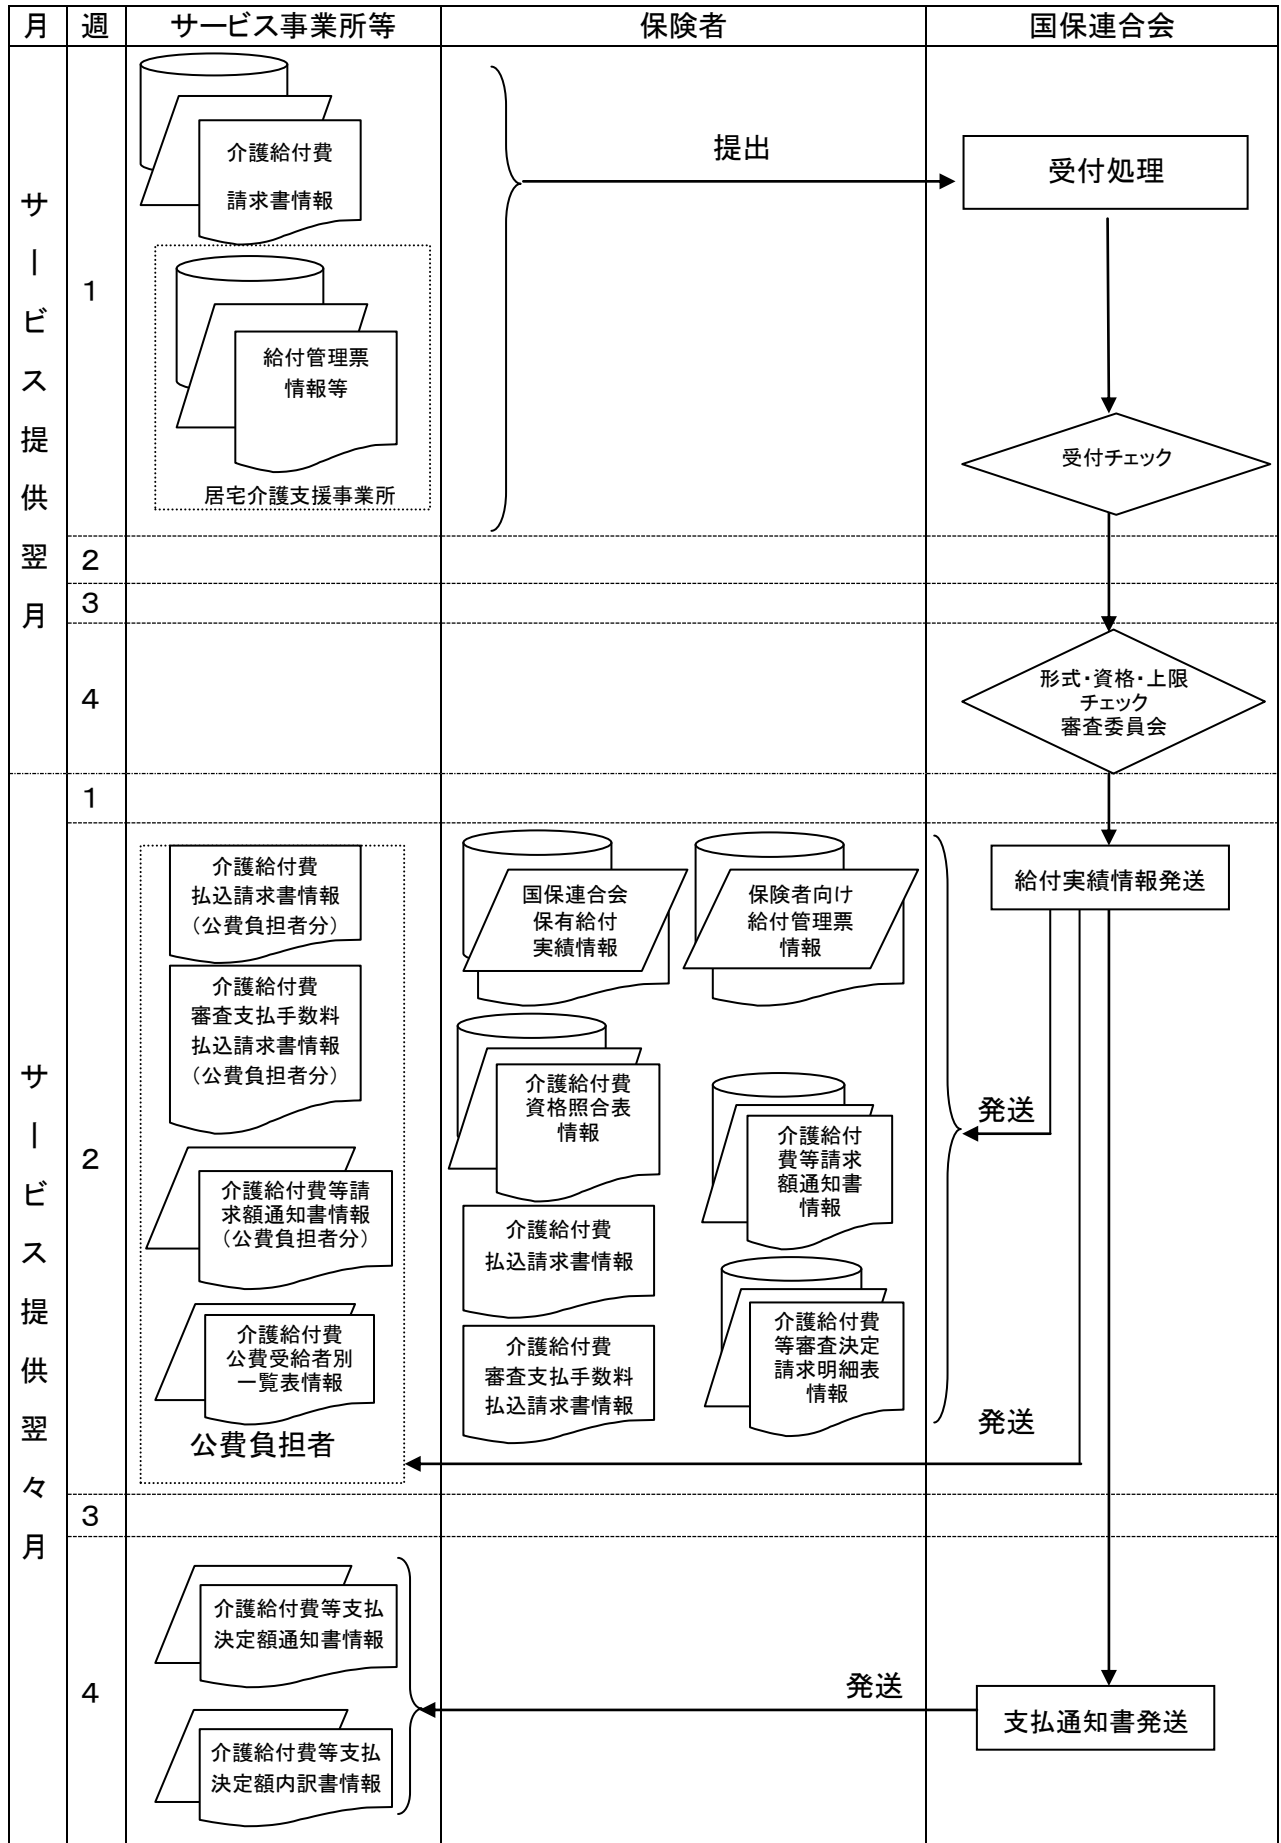 月 週 サービス事業所等 保険者 国保連合会
サービス提供翌月
1
介護給付費
請求書情報
提出
受付処理
給付管理票
情報等
居宅介護支援事業所
受付チェック
2
3
4
形式・資格・上限
チェック
審査委員会
サービス提供翌々月
1
2
介護給付費
払込請求書情報
（公費負担者分）
介護給付費
審査支払手数料
払込請求書情報
（公費負担者分）
介護給付費等請
求額通知書情報
（公費負担者分）
介護給付費
公費受給者別
一覧表情報
公費負担者
国保連合会
保有給付
実績情報
保険者向け
給付管理票
情報
介護給付費
資格照合表
情報
介護給付
費等請求
額通知書
情報
介護給付費
払込請求書情報
介護給付費
審査支払手数料
払込請求書情報
介護給付費
等審査決定
請求明細表
情報
給付実績情報発送
発送
発送
3
4
介護給付費等支払
決定額通知書情報
介護給付費等支払
決定額内訳書情報
発送
支払通知書発送